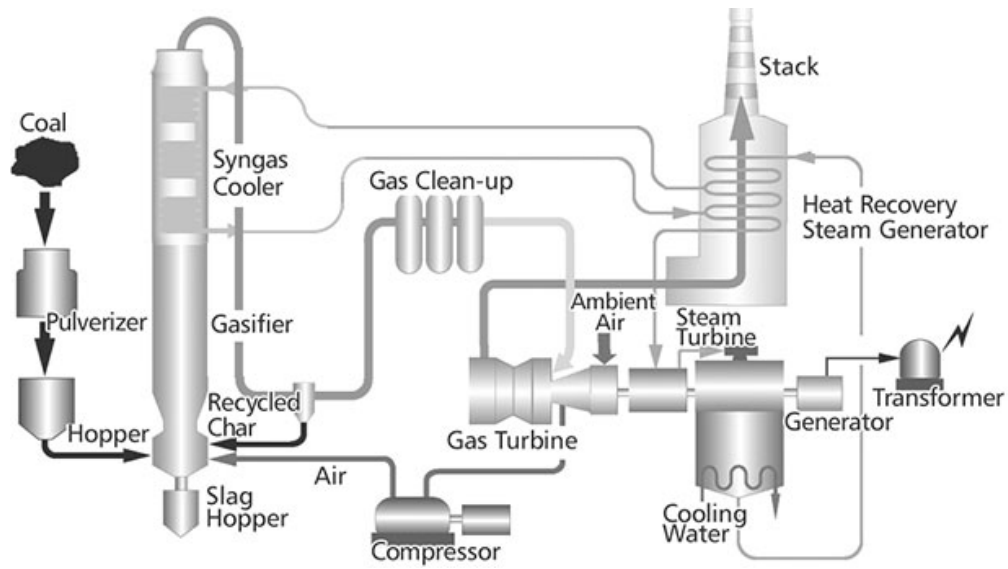 Stack
Coal
Syngas
Cooler
Gas Clean-up
Heat Recovery
Steam Generator
Pulverizer
Gasifier
Ambient
Air
Steam
Turbine
Recycled
Char
Hopper
Gas Turbine
Generator
Transformer
Air
Slag
Hopper
Compressor
Cooling
Water